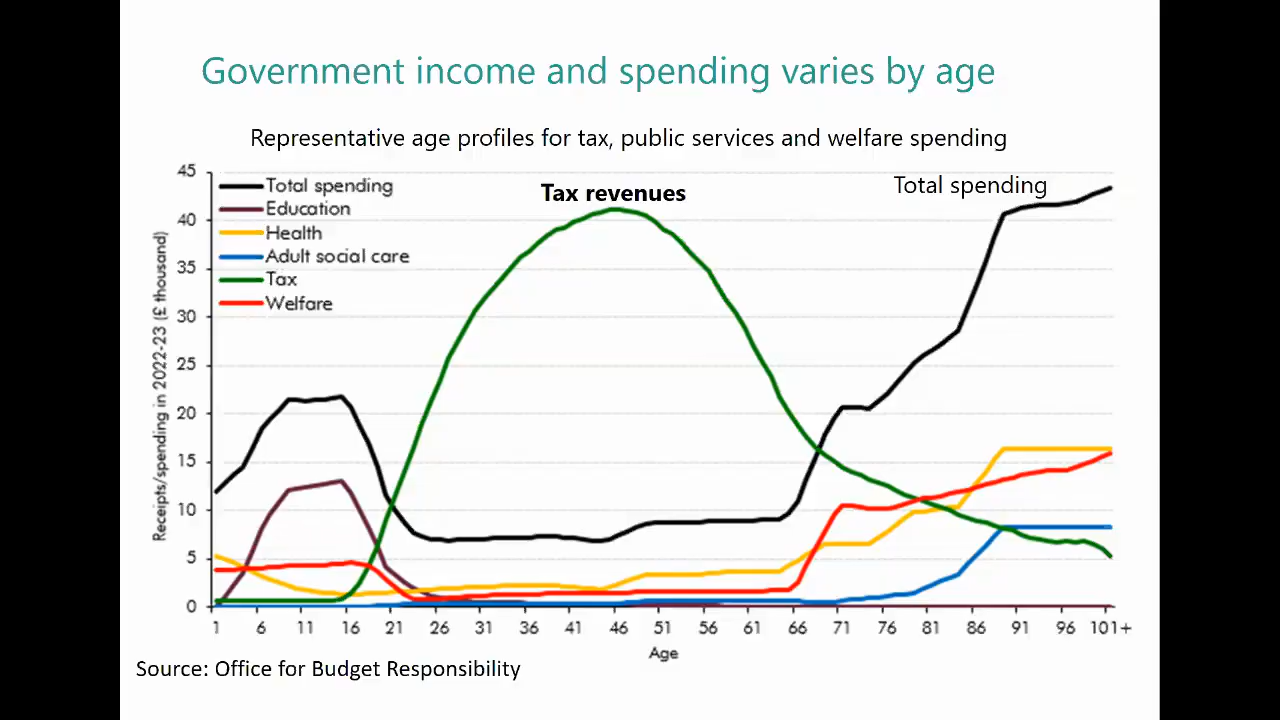 Government income and spending varies by age
Representative age profiles for tax, public services and welfare spending
Receipts/spending in 2022-23 (£ thousand)
45
40
35
30
25
20
15
10
5
0
Total spending
Education
Health
Adult social care
Tax
Welfare
Tax revenues
Total spending
1 6 11 16 21 26 31 36 41 46 51 56 61 66 71 76 81 86 91 96 101+
Age
Source: Office for Budget Responsibility